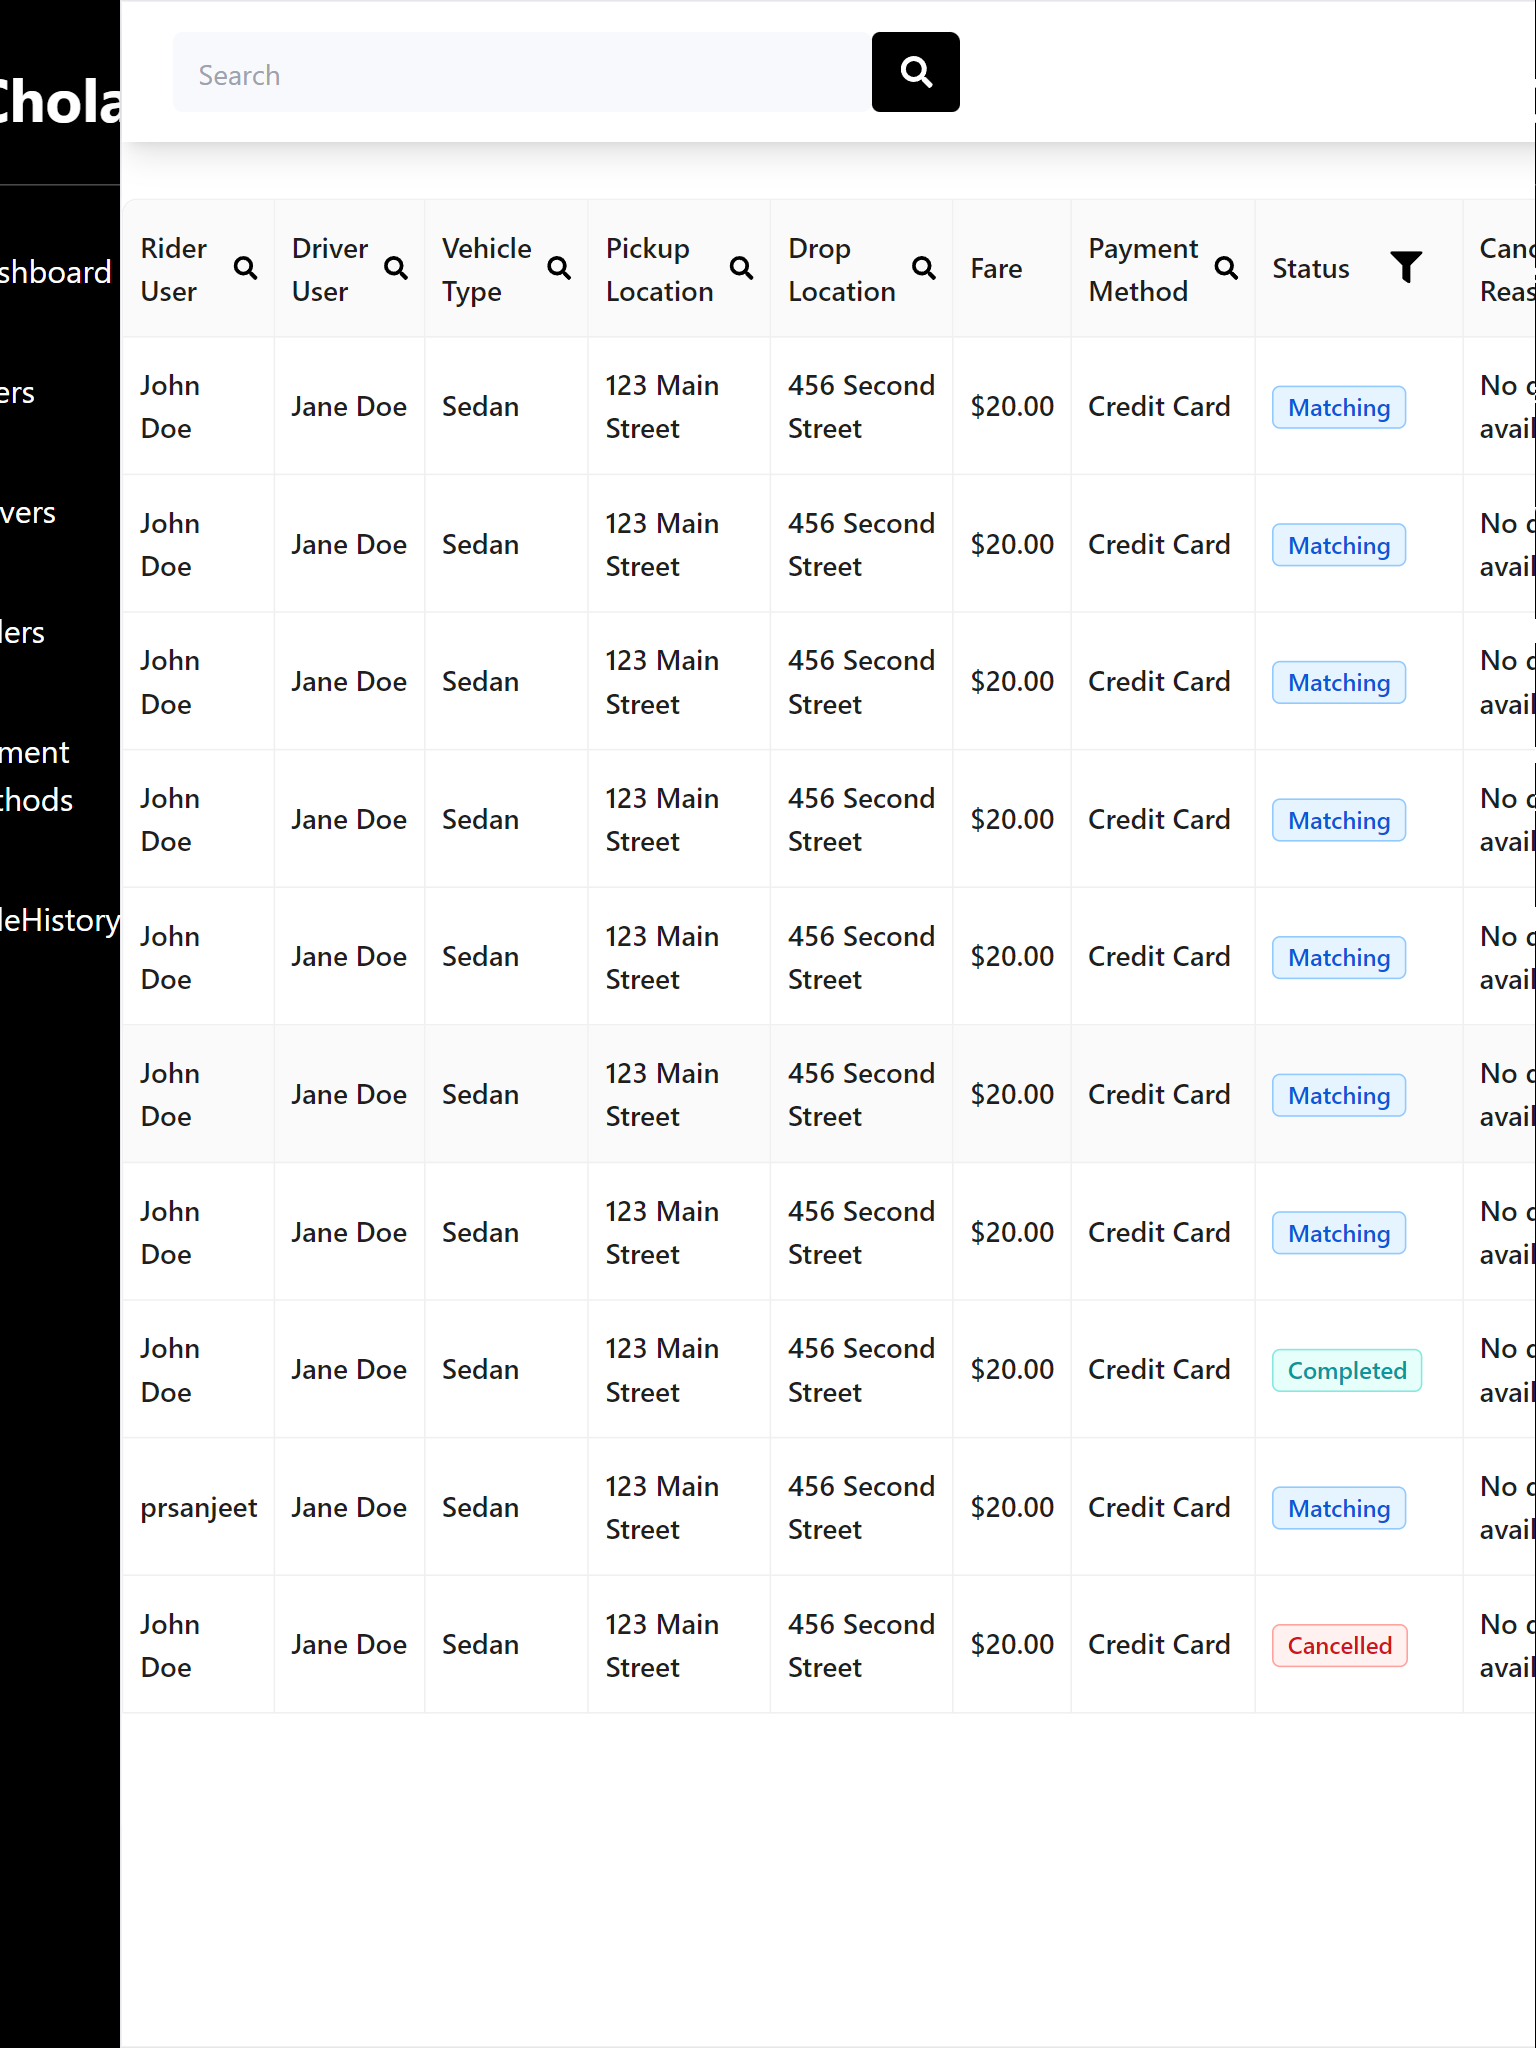 Chola
Search
shboard
ers
vers
ders
ment
thods
deHistory
Rider User
Driver User
Vehicle Type
Pickup Location
Drop Location
Fare
Payment Method
Status
Canc
Reas
John Doe Jane Doe Sedan 123 Main Street 456 Second Street $20.00 Credit Card Matching No d avail
John Doe Jane Doe Sedan 123 Main Street 456 Second Street $20.00 Credit Card Matching No d avail
John Doe Jane Doe Sedan 123 Main Street 456 Second Street $20.00 Credit Card Matching No d avail
John Doe Jane Doe Sedan 123 Main Street 456 Second Street $20.00 Credit Card Matching No d avail
John Doe Jane Doe Sedan 123 Main Street 456 Second Street $20.00 Credit Card Matching No d avail
John Doe Jane Doe Sedan 123 Main Street 456 Second Street $20.00 Credit Card Matching No d avail
John Doe Jane Doe Sedan 123 Main Street 456 Second Street $20.00 Credit Card Matching No d avail
John Doe Jane Doe Sedan 123 Main Street 456 Second Street $20.00 Credit Card Completed No d avail
prsanjeet Jane Doe Sedan 123 Main Street 456 Second Street $20.00 Credit Card Matching No d avail
John Doe Jane Doe Sedan 123 Main Street 456 Second Street $20.00 Credit Card Cancelled No d avail